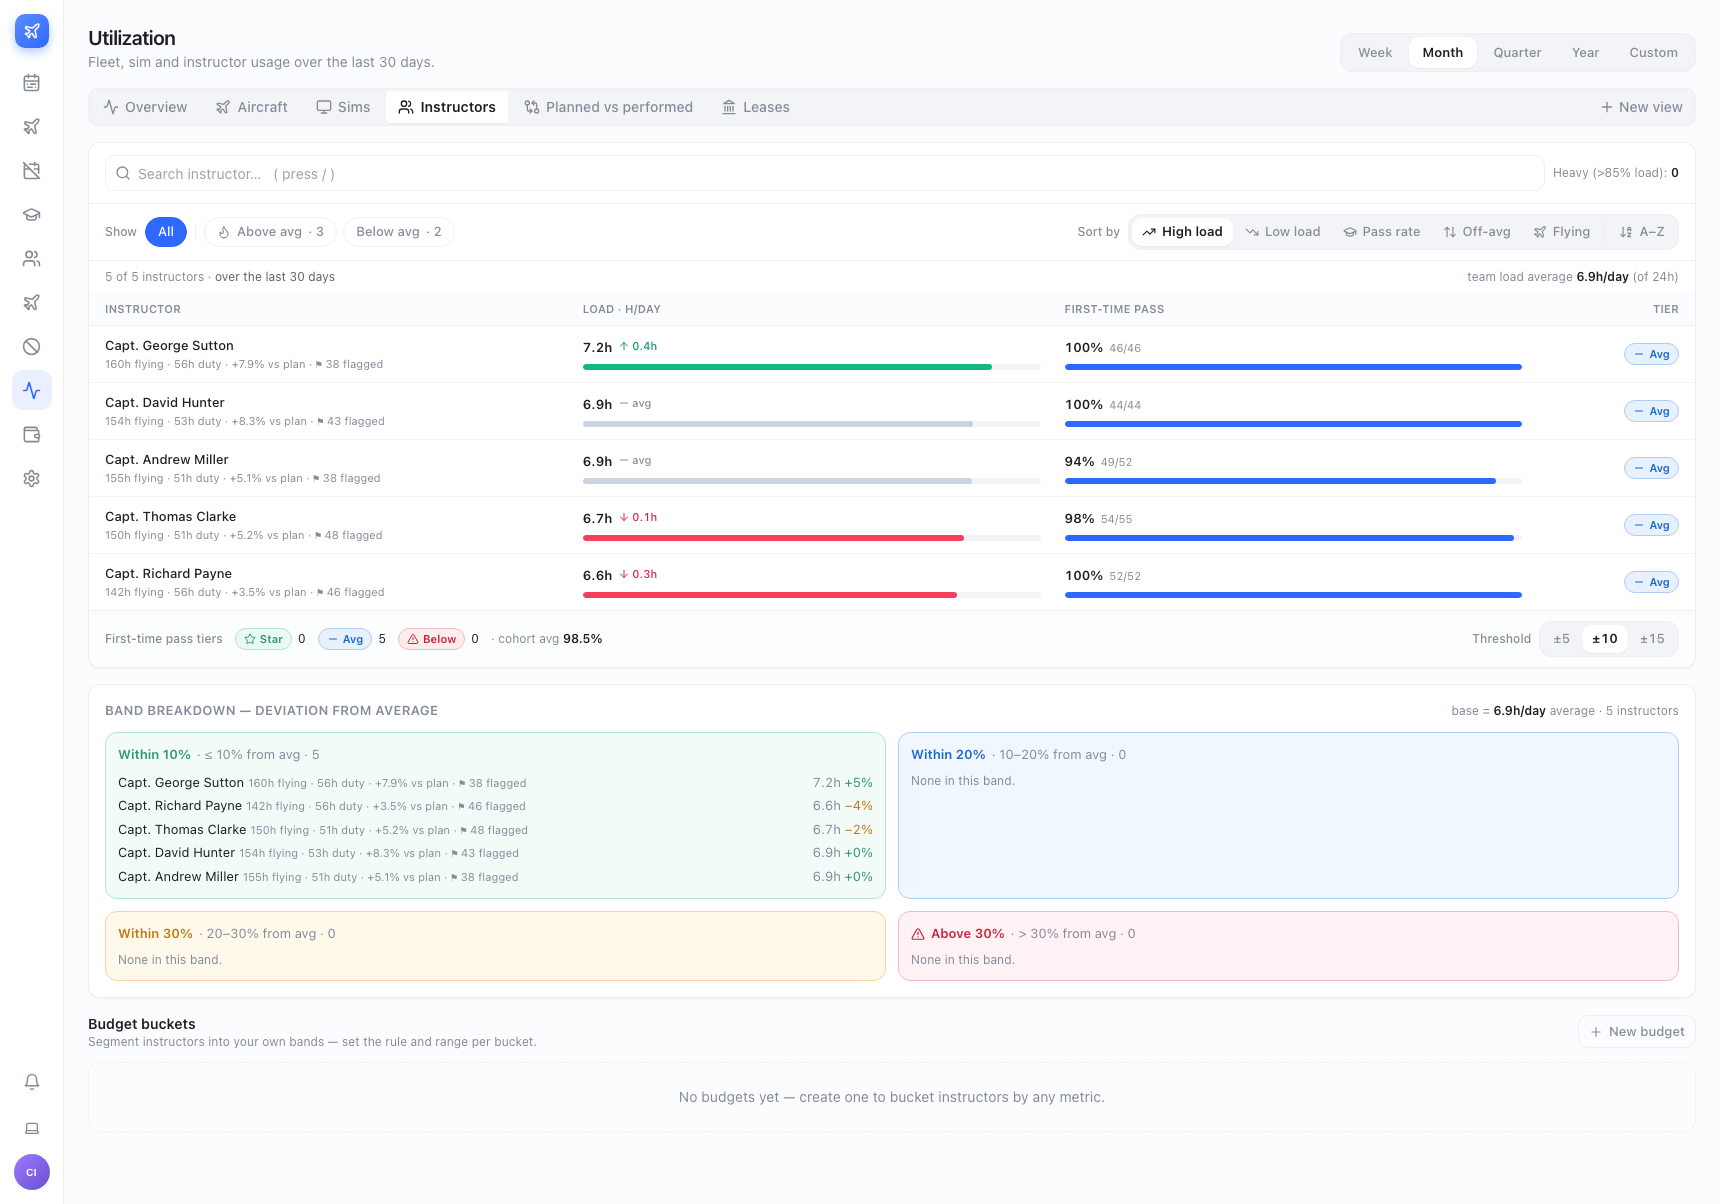 Utilization
Fleet, sim and instructor usage over the last 30 days.
Week Month Quarter Year Custom
Overview Aircraft Sims Instructors Planned vs performed Leases + New view
Search instructor... ( press / ) Heavy (>85% load): 0
Show All Above avg · 3 Below avg · 2 Sort by High load Low load Pass rate Off-avg Flying A–Z
5 of 5 instructors · over the last 30 days team load average 6.9h/day (of 24h)
INSTRUCTOR LOAD · H/DAY FIRST-TIME PASS TIER
Capt. George Sutton 7.2h ↑ 0.4h 100% 46/46 – Avg
160h flying · 56h duty · +7.9% vs plan · ⚑ 38 flagged
Capt. David Hunter 6.9h – avg 100% 44/44 – Avg
154h flying · 53h duty · +8.3% vs plan · ⚑ 43 flagged
Capt. Andrew Miller 6.9h – avg 94% 49/52 – Avg
155h flying · 51h duty · +5.1% vs plan · ⚑ 38 flagged
Capt. Thomas Clarke 6.7h ↓ 0.1h 98% 54/55 – Avg
150h flying · 51h duty · +5.2% vs plan · ⚑ 48 flagged
Capt. Richard Payne 6.6h ↓ 0.3h 100% 52/52 – Avg
142h flying · 56h duty · +3.5% vs plan · ⚑ 46 flagged
First-time pass tiers Star 0 – Avg 5 Below 0 · cohort avg 98.5% Threshold ±5 ±10 ±15
BAND BREAKDOWN — DEVIATION FROM AVERAGE base = 6.9h/day average · 5 instructors
Within 10% · ≤ 10% from avg · 5
Capt. George Sutton 160h flying · 56h duty · +7.9% vs plan · ⚑ 38 flagged 7.2h +5%
Capt. Richard Payne 142h flying · 56h duty · +3.5% vs plan · ⚑ 46 flagged 6.6h −4%
Capt. Thomas Clarke 150h flying · 51h duty · +5.2% vs plan · ⚑ 48 flagged 6.7h −2%
Capt. David Hunter 154h flying · 53h duty · +8.3% vs plan · ⚑ 43 flagged 6.9h +0%
Capt. Andrew Miller 155h flying · 51h duty · +5.1% vs plan · ⚑ 38 flagged 6.9h +0%
Within 20% · 10–20% from avg · 0
None in this band.
Within 30% · 20–30% from avg · 0
None in this band.
Above 30% · > 30% from avg · 0
None in this band.
Budget buckets
Segment instructors into your own bands — set the rule and range per bucket.
+ New budget
No budgets yet — create one to bucket instructors by any metric.
CI